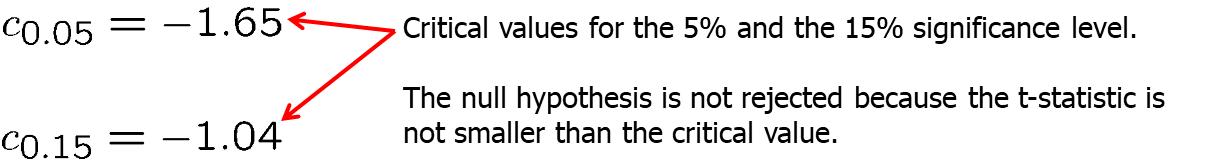 c0.05 = −1.65
Critical values for the 5% and the 15% significance level.
The null hypothesis is not rejected because the t-statistic is
not smaller than the critical value.
c0.15 = −1.04